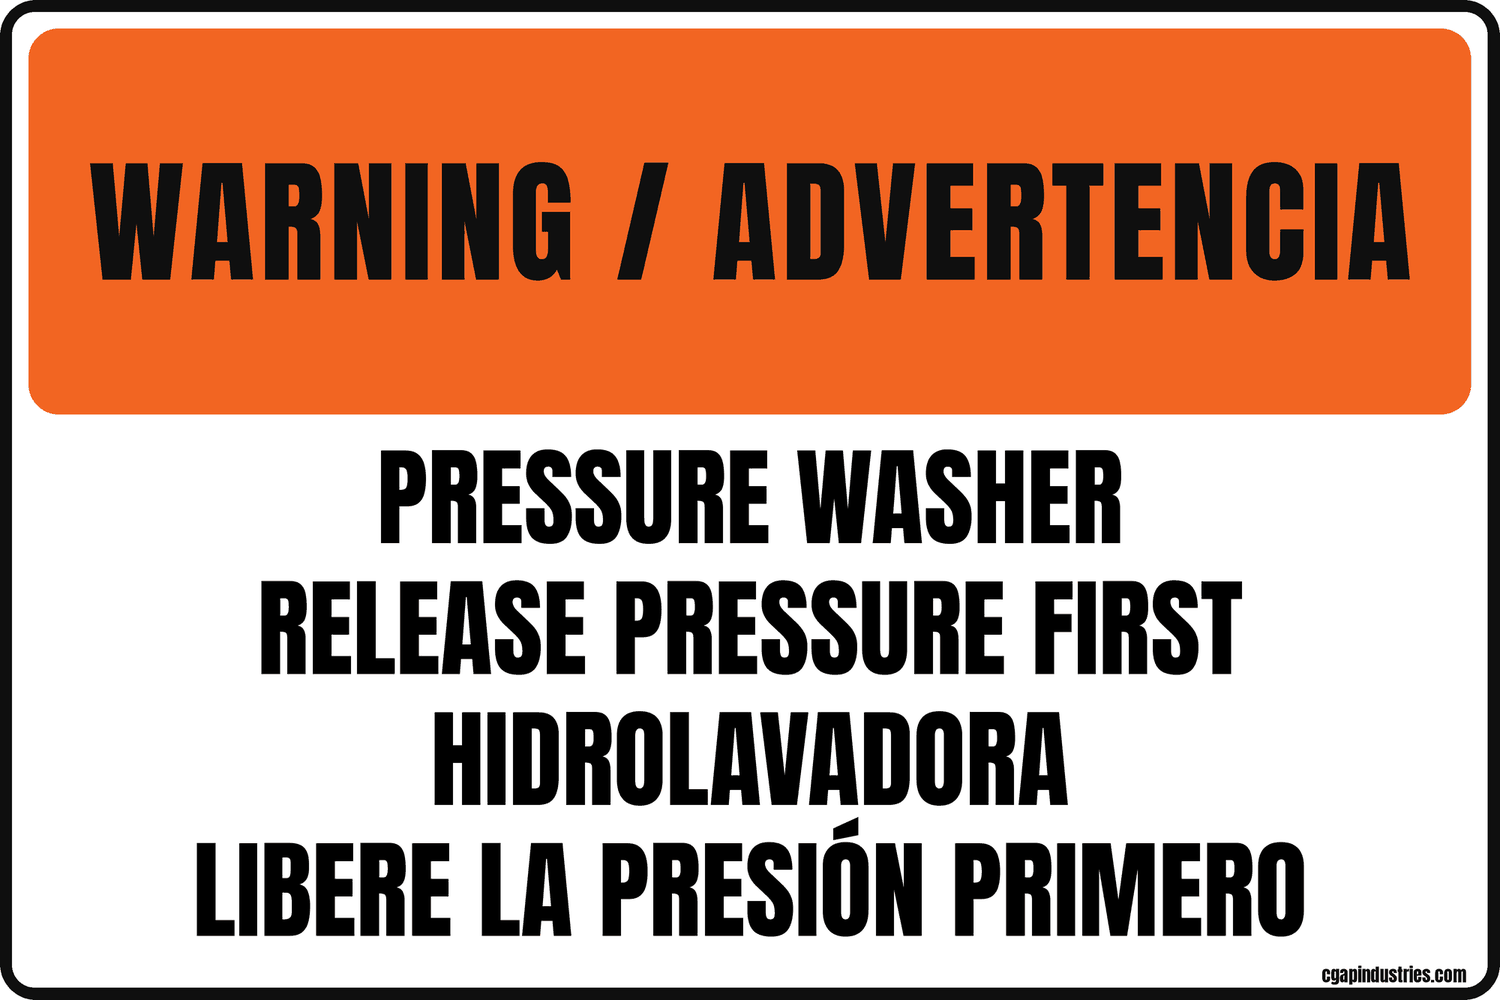 WARNING / ADVERTENCIA
PRESSURE WASHER
RELEASE PRESSURE FIRST
HIDROLAVADORA
LIBERE LA PRESIÓN PRIMERO
cgapindustries.com